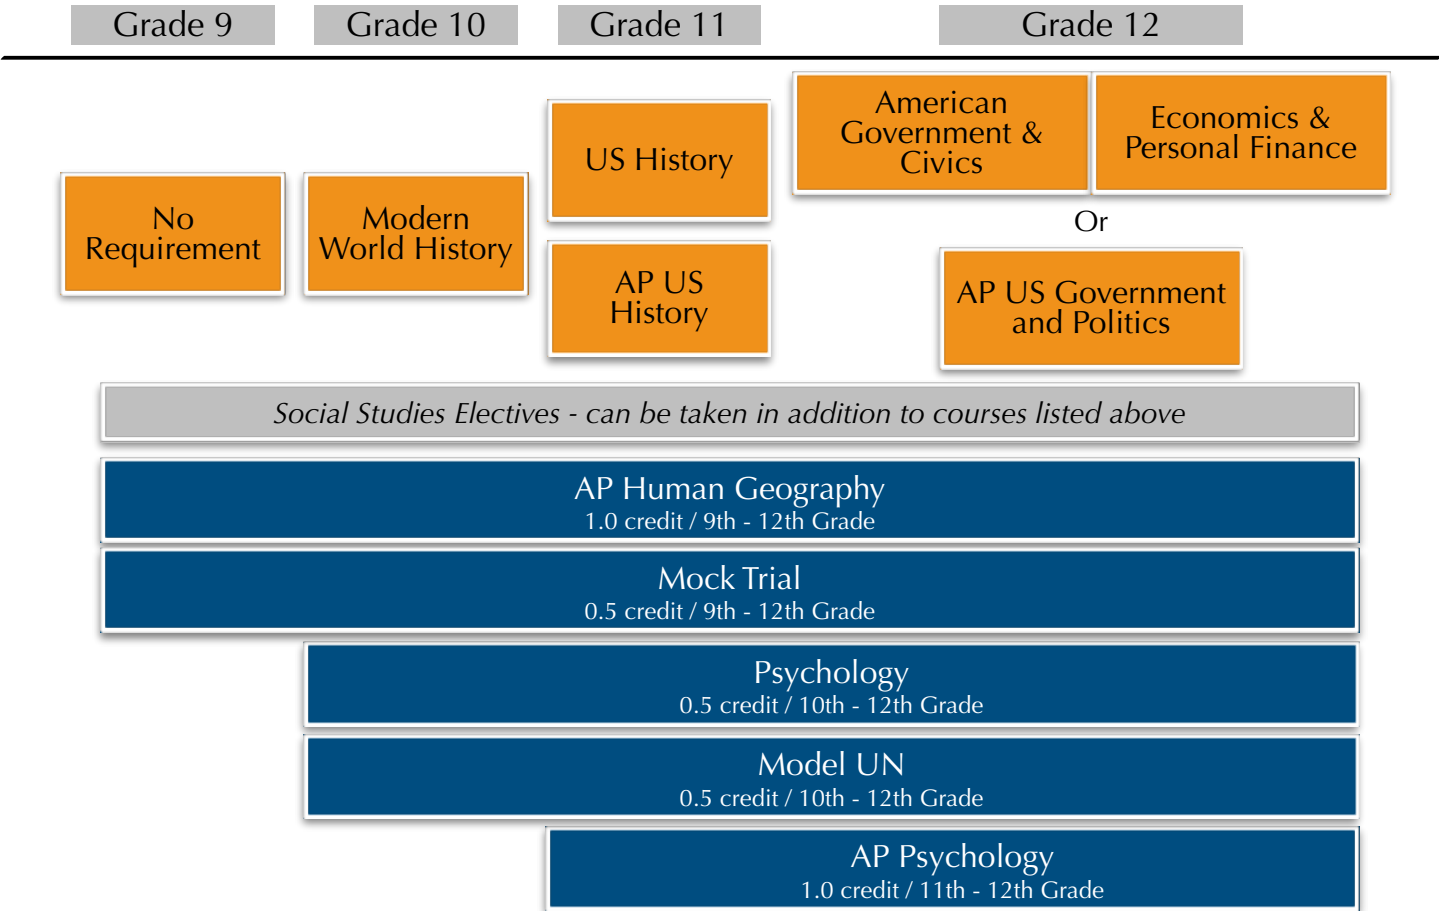 Grade 9
Grade 10
Grade 11
Grade 12
No
Requirement
Modern
World History
US History
AP US
History
American
Government &
Civics
Economics &
Personal Finance
Or
AP US Government
and Politics
Social Studies Electives - can be taken in addition to courses listed above
AP Human Geography
1.0 credit / 9th - 12th Grade
Mock Trial
0.5 credit / 9th - 12th Grade
Psychology
0.5 credit / 10th - 12th Grade
Model UN
0.5 credit / 10th - 12th Grade
AP Psychology
1.0 credit / 11th - 12th Grade